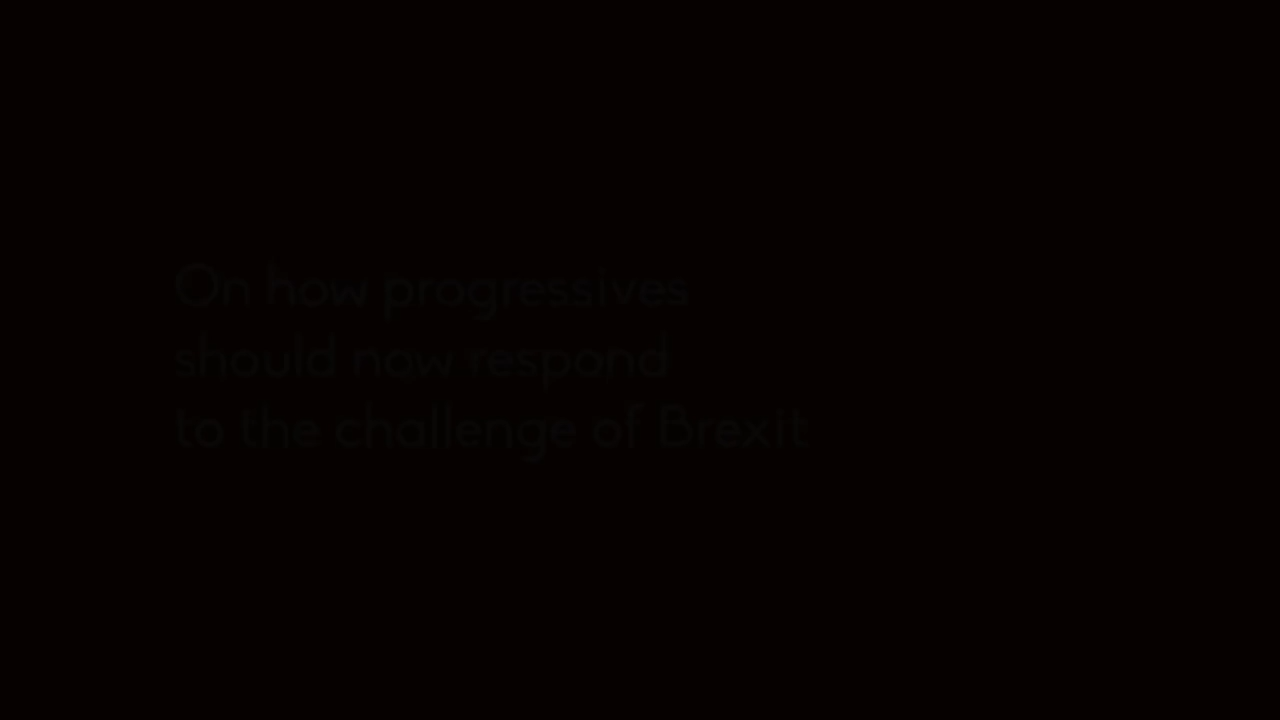 On how progressives
should now respond
to the challenge of Brexit